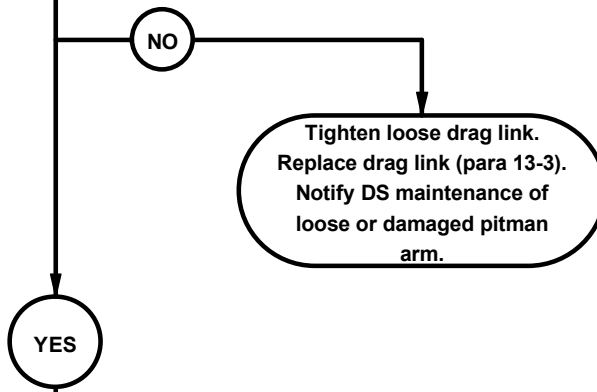 NO
Tighten loose drag link.
Replace drag link (para 13-3).
Notify DS maintenance of
loose or damaged pitman
arm.
YES